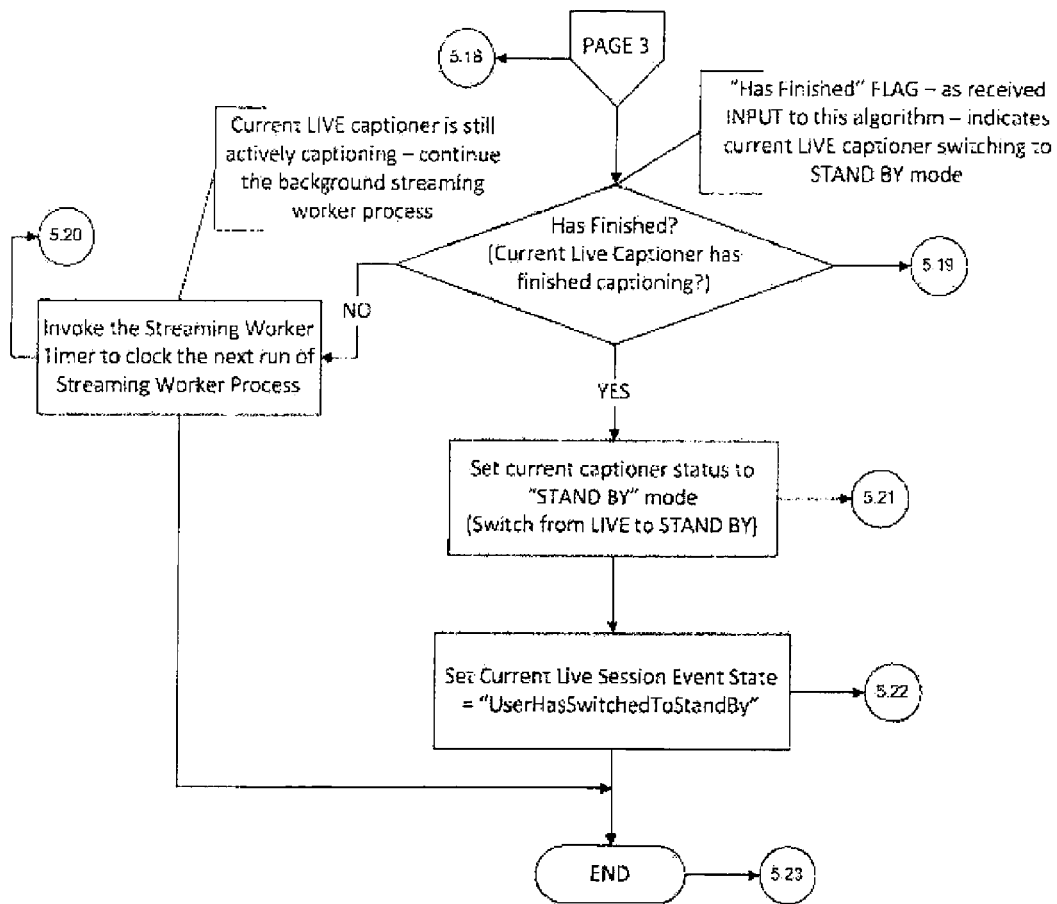 PAGE 3
5.18
"Has Finished" FLAG – as received
INPUT to this algorithm – indicates
current LIVE captioner switching to
STAND BY mode
Current LIVE captioner is still
actively captioning – continue
the background streaming
worker process
5.20
Has Finished?
(Current Live Captioner has
finished captioning?)
5.19
NO
Invoke the Streaming Worker
Timer to clock the next run of
Streaming Worker Process
YES
Set current captioner status to
"STAND BY" mode
(Switch from LIVE to STAND BY)
5.21
Set Current Live Session Event State
= "UserHasSwitchedToStandBy"
5.22
END
5.23